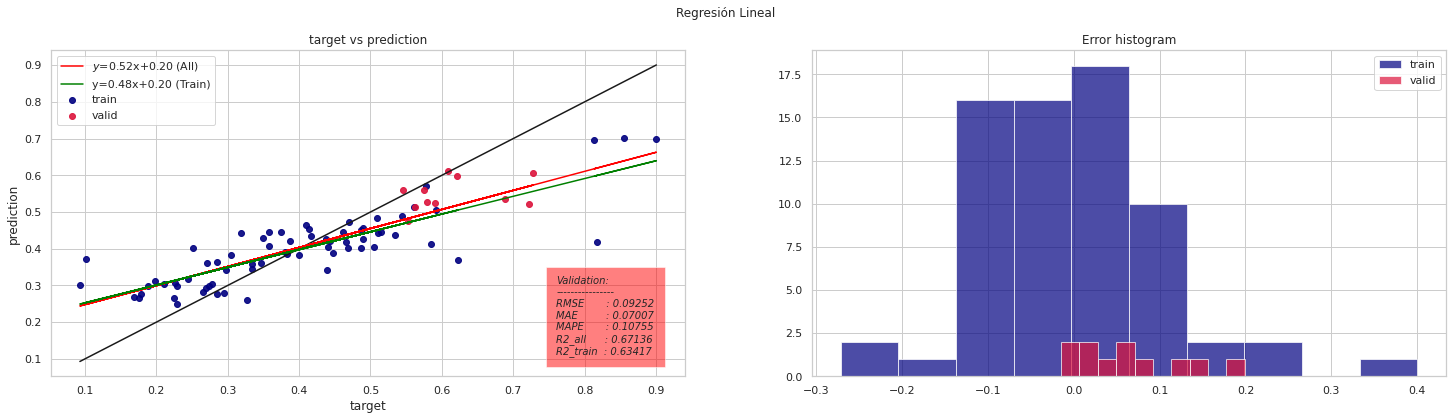 Regresión Lineal
target vs prediction
y=0.52x+0.20 (All)
y=0.48x+0.20 (Train)
train
valid
0.9
0.8
0.7
0.6
0.5
0.4
0.3
0.2
0.1
prediction
Validation:
----------------
RMSE : 0.09252
MAE : 0.07007
MAPE : 0.10755
R2_all : 0.67136
R2_train : 0.63417
0.1 0.2 0.3 0.4 0.5 0.6 0.7 0.8 0.9
target
Error histogram
train
valid
17.5
15.0
12.5
10.0
7.5
5.0
2.5
0.0
−0.3 −0.2 −0.1 0.0 0.1 0.2 0.3 0.4